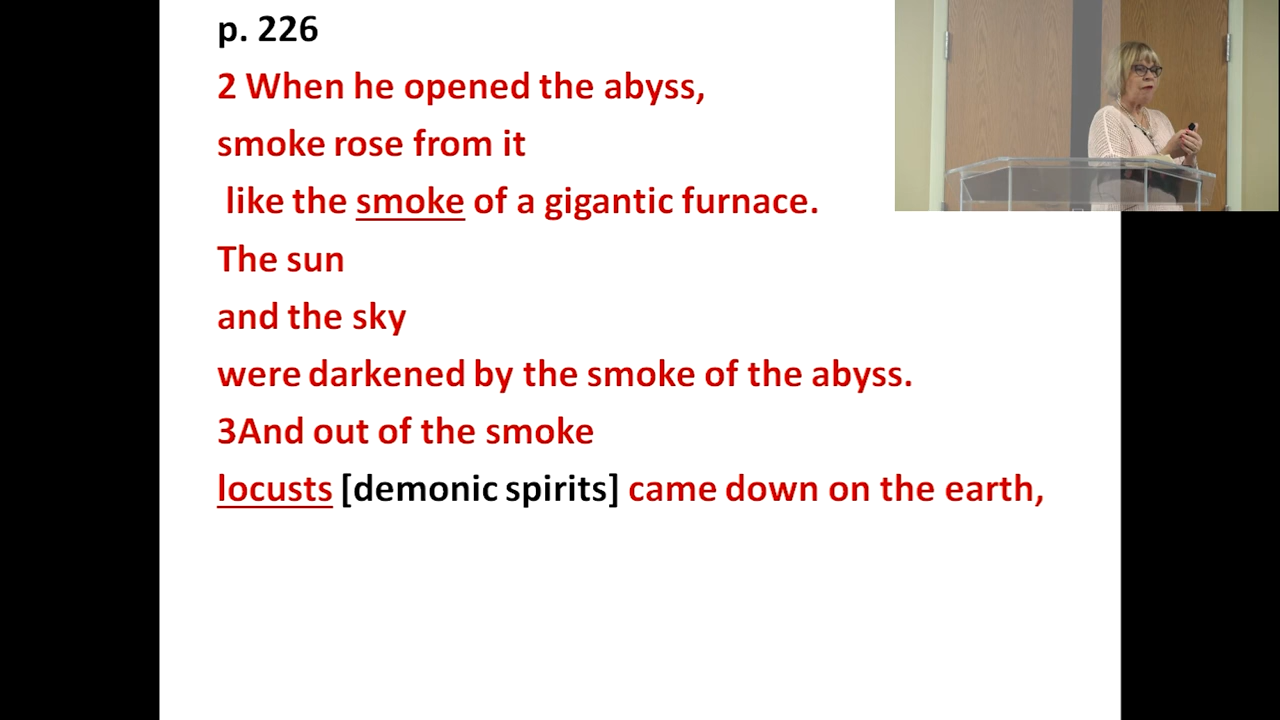 p. 226
2 When he opened the abyss,
smoke rose from it
like the smoke of a gigantic furnace.
The sun
and the sky
were darkened by the smoke of the abyss.
3And out of the smoke
locusts [demonic spirits] came down on the earth,